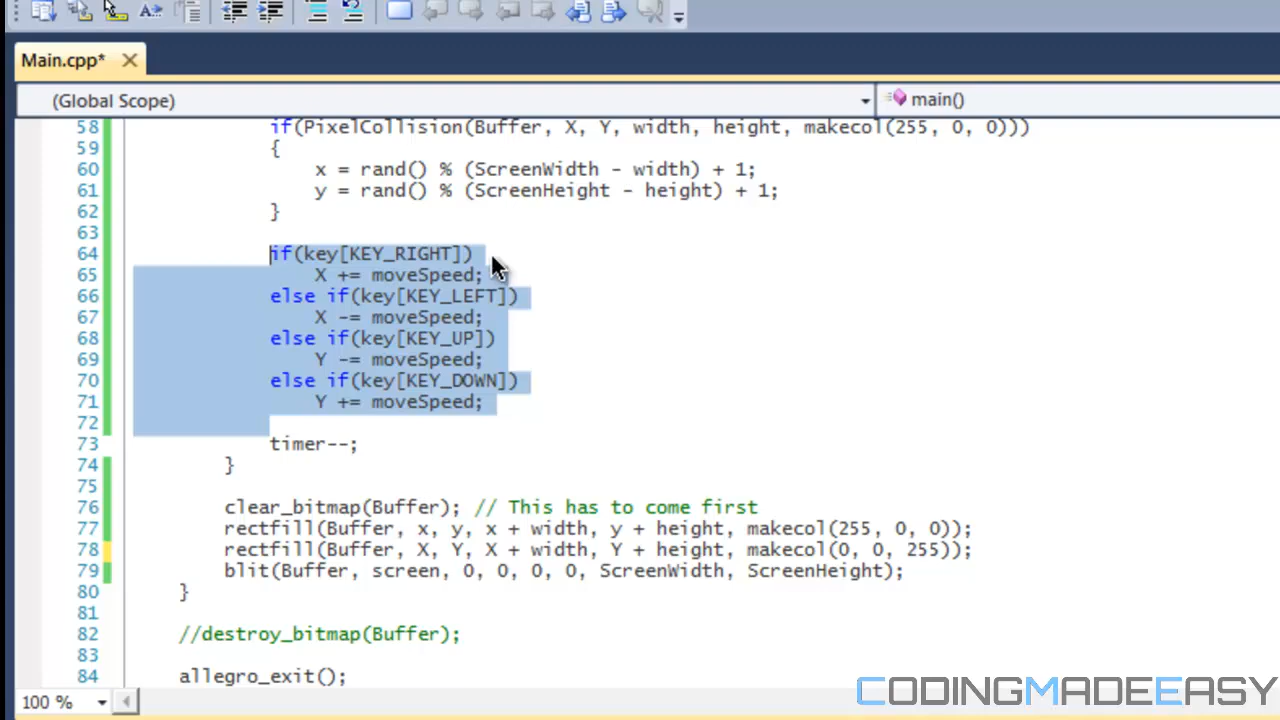 Main.cpp*
(Global Scope)
main()
58 if(PixelCollision(Buffer, X, Y, width, height, makecol(255, 0, 0)))
59 {
60 x = rand() % (ScreenWidth - width) + 1;
61 y = rand() % (ScreenHeight - height) + 1;
62 }
63
64 if(key[KEY_RIGHT])
65 X += moveSpeed;
66 else if(key[KEY_LEFT])
67 X -= moveSpeed;
68 else if(key[KEY_UP])
69 Y -= moveSpeed;
70 else if(key[KEY_DOWN])
71 Y += moveSpeed;
72
73 timer--;
74 }
75
76 clear_bitmap(Buffer); // This has to come first
77 rectfill(Buffer, x, y, x + width, y + height, makecol(255, 0, 0));
78 rectfill(Buffer, X, Y, X + width, Y + height, makecol(0, 0, 255));
79 blit(Buffer, screen, 0, 0, 0, 0, ScreenWidth, ScreenHeight);
80 }
81
82 //destroy_bitmap(Buffer);
83
84 allegro_exit();
100 %
CODINGMADEEASY